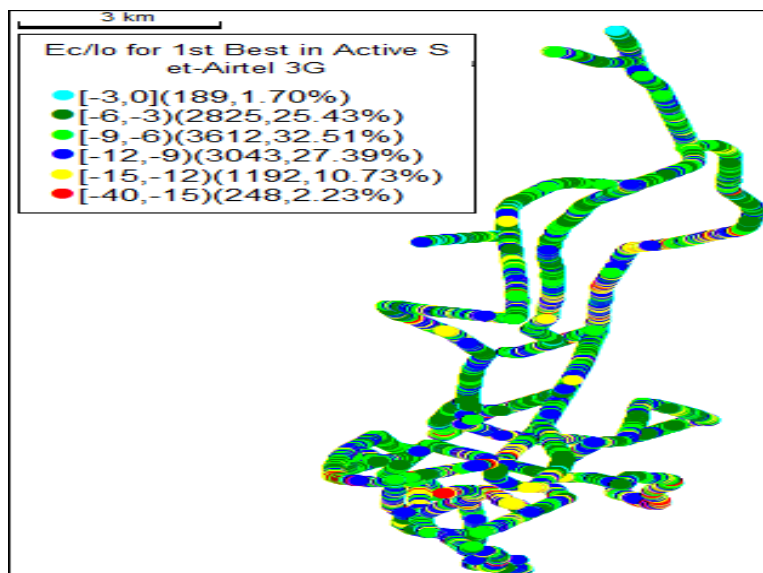 3 km
Ec/Io for 1st Best in Active S
et-Airtel 3G
[-3,0](189,1.70%)
[-6,-3)(2825,25.43%)
[-9,-6)(3612,32.51%)
[-12,-9)(3043,27.39%)
[-15,-12)(1192,10.73%)
[-40,-15)(248,2.23%)